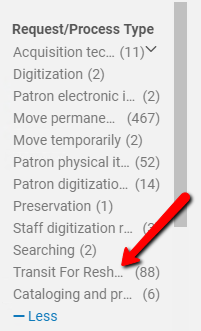 Request/Process Type
Acquisition tec... (11)
Digitization (2)
Patron electronic i... (2)
Move permane... (467)
Move temporarily (2)
Patron physical it... (52)
Patron digitizatio... (14)
Preservation (1)
Staff digitization r...
Searching (2)
Transit For Resh... (88)
Cataloging and pr... (6)
– Less